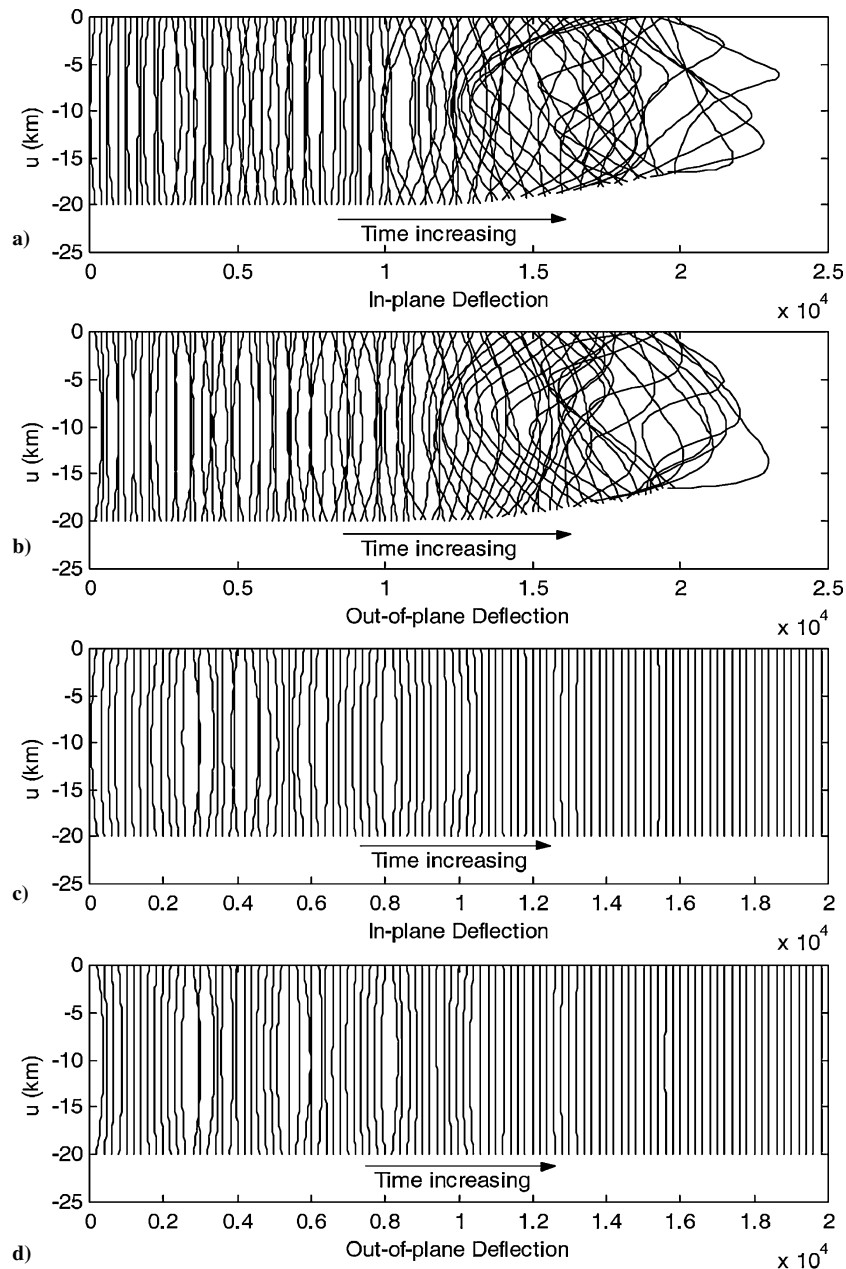 0
-5
-10
-15
-20
-25
u (km)
Time increasing
a)
0 0.5 1 1.5 2 2.5
In-plane Deflection
x 10^4
0
-5
-10
-15
-20
-25
u (km)
Time increasing
b)
0 0.5 1 1.5 2 2.5
Out-of-plane Deflection
x 10^4
0
-5
-10
-15
-20
-25
u (km)
Time increasing
c)
0 0.2 0.4 0.6 0.8 1 1.2 1.4 1.6 1.8 2
In-plane Deflection
x 10^4
0
-5
-10
-15
-20
-25
u (km)
Time increasing
0 0.2 0.4 0.6 0.8 1 1.2 1.4 1.6 1.8 2
d)
Out-of-plane Deflection
x 10^4